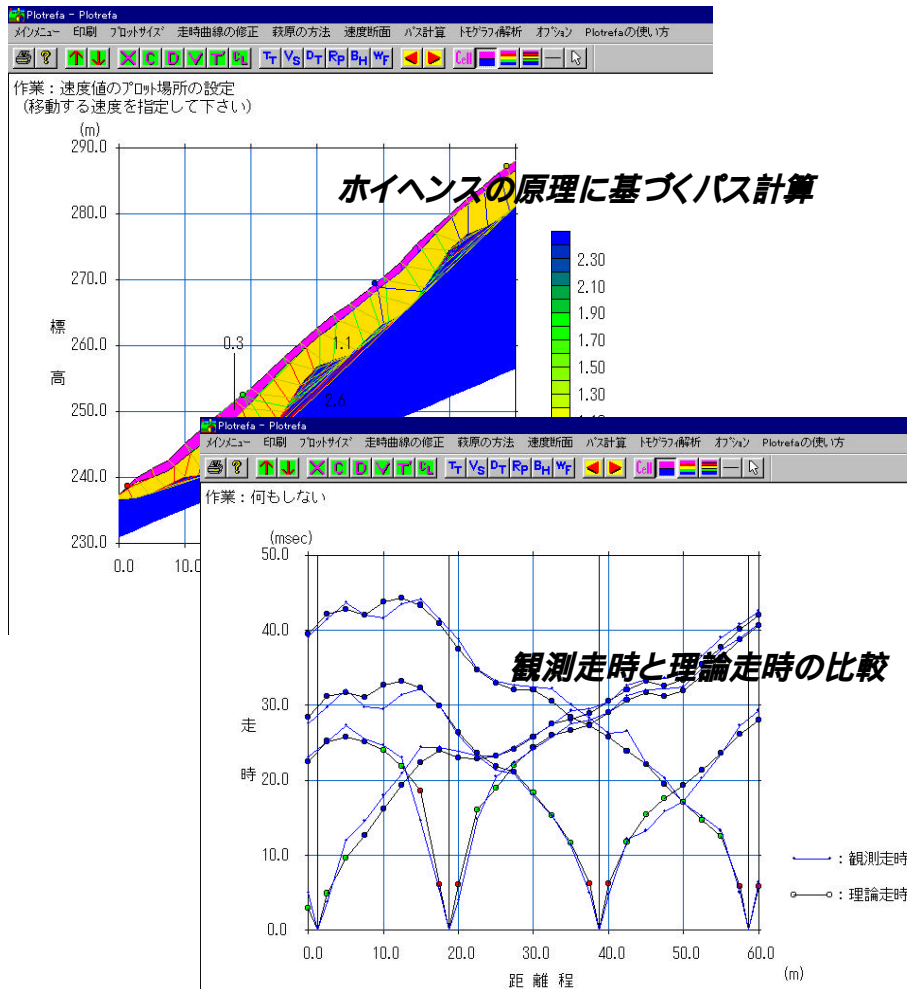 Plotrefa - Plotrefa
メインメニュー 印刷 プロットサイズ 走時曲線の修正 萩原の方法 速度断面 パス計算 トモグラフィ解析 オプション Plotrefaの使い方
? X C D TT VS DT RP BH WF Cell
作業：速度値のプロット場所の設定
(移動する速度を指定して下さい)
(m)
290.0
ホイヘンスの原理に基づくパス計算
280.0
2.30
270.0
2.10
1.90
標
260.0
0.3
1.1
1.70
高
1.50
1.30
250.0
2.6
240.0
230.0
0.0 10.0
Plotrefa - Plotrefa
メインメニュー 印刷 プロットサイズ 走時曲線の修正 萩原の方法 速度断面 パス計算 トモグラフィ解析 オプション Plotrefaの使い方
? X C D TT VS DT RP BH WF Cell
作業：何もしない
(msec)
50.0
40.0
観測走時と理論走時の比較
30.0
走
20.0
時
10.0
：観測走時
：理論走時
0.0
0.0 10.0 20.0 30.0 40.0 50.0 60.0
(m)
距離程